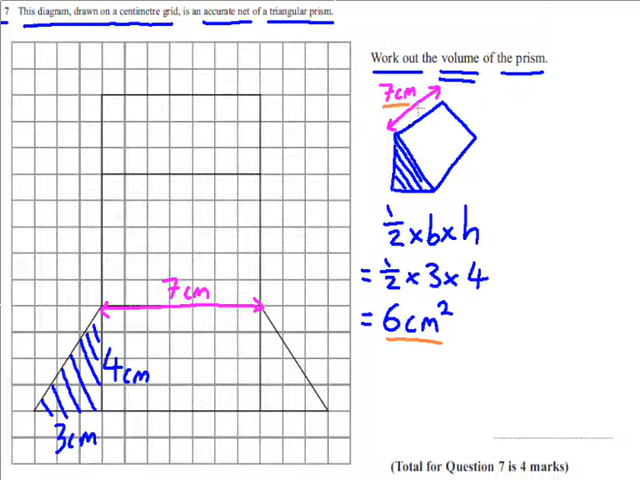 7 This diagram, drawn on a centimetre grid, is an accurate net of a triangular prism.
Work out the volume of the prism.
7cm
1/2 × b × h
= 1/2 × 3 × 4
= 6cm²
7cm
4cm
3cm
(Total for Question 7 is 4 marks)